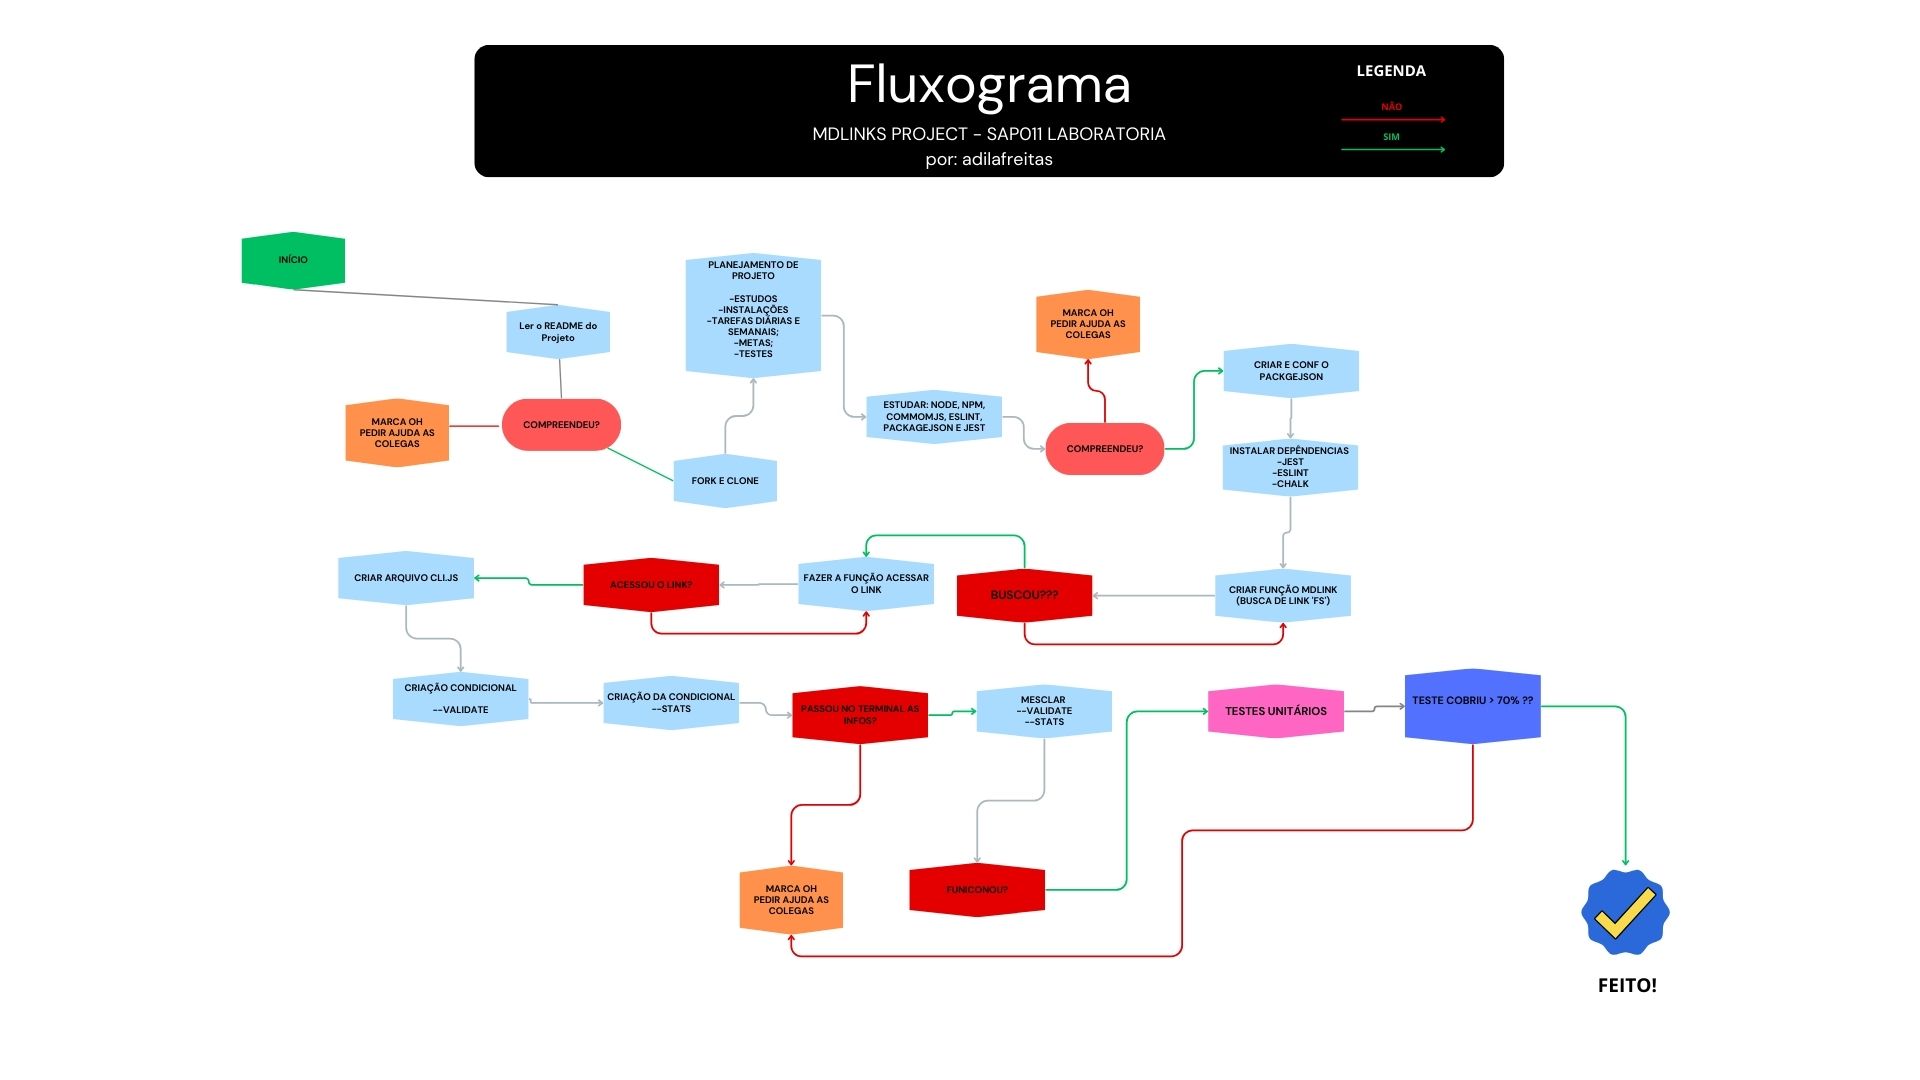 Fluxograma
MDLINKS PROJECT - SAP011 LABORATORIA
por: adilafreitas
LEGENDA
NÃO
SIM
INÍCIO
Ler o README do
Projeto
COMPREENDEU?
MARCA OH
PEDIR AJUDA AS
COLEGAS
FORK E CLONE
PLANEJAMENTO DE
PROJETO
-ESTUDOS
-INSTALAÇÕES
-TAREFAS DIÁRIAS E
SEMANAIS;
-METAS;
-TESTES
ESTUDAR: NODE, NPM,
COMMOMJS, ESLINT,
PACKAGEJSON E JEST
COMPREENDEU?
MARCA OH
PEDIR AJUDA AS
COLEGAS
CRIAR E CONF O
PACKGEJSON
INSTALAR DEPÊNDENCIAS
-JEST
-ESLINT
-CHALK
CRIAR FUNÇÃO MDLINK
(BUSCA DE LINK 'FS')
BUSCOU???
FAZER A FUNÇÃO ACESSAR
O LINK
ACESSOU O LINK?
CRIAR ARQUIVO CLI.JS
CRIAÇÃO CONDICIONAL
--VALIDATE
CRIAÇÃO DA CONDICIONAL
--STATS
PASSOU NO TERMINAL AS
INFOS?
MESCLAR
--VALIDATE
--STATS
TESTES UNITÁRIOS
TESTE COBRIU > 70% ??
MARCA OH
PEDIR AJUDA AS
COLEGAS
FUNICONOU?
FEITO!